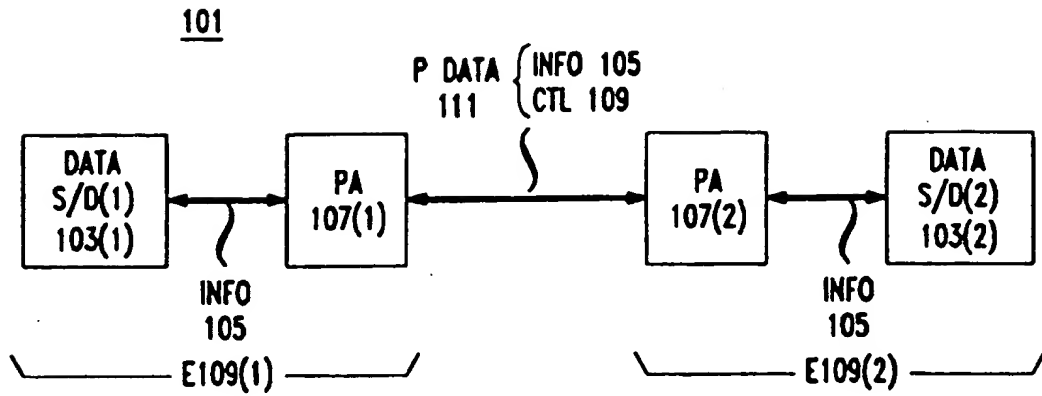 101
P DATA
111
INFO 105
CTL 109
DATA
S/D(1)
103(1)
PA
107(1)
PA
107(2)
DATA
S/D(2)
103(2)
INFO
105
INFO
105
E109(1)
E109(2)